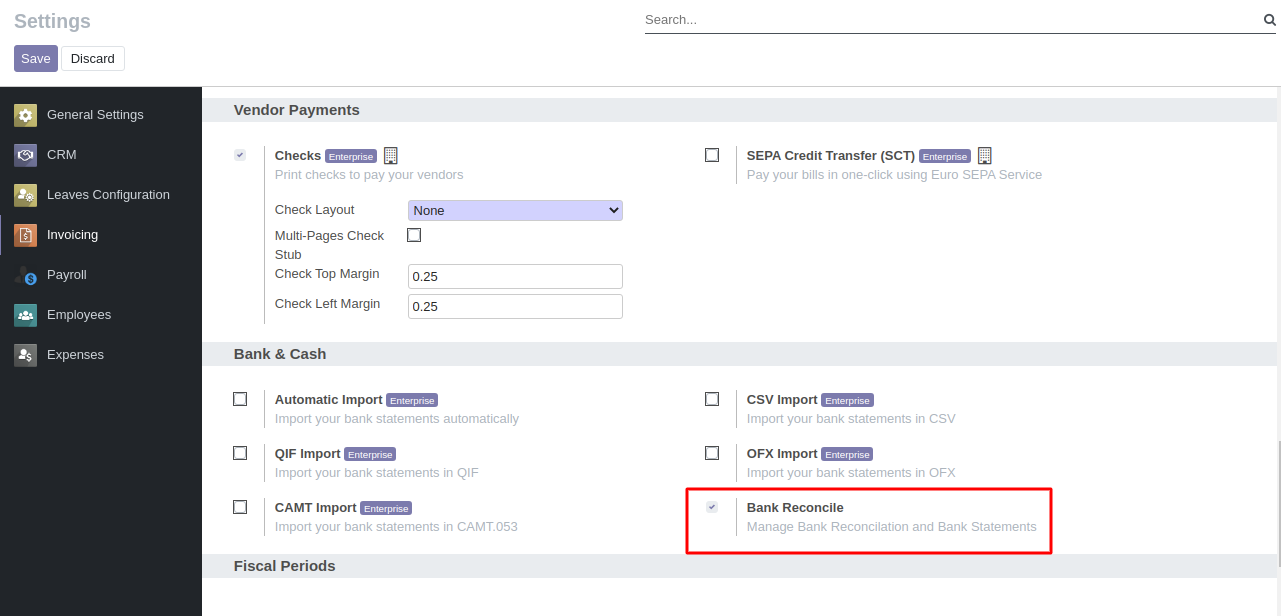 Settings
Search...
Save Discard
General Settings
CRM
Leaves Configuration
Invoicing
Payroll
Employees
Expenses
Vendor Payments
Checks Enterprise
Print checks to pay your vendors
Check Layout None
Multi-Pages Check
Stub
Check Top Margin 0.25
Check Left Margin 0.25
SEPA Credit Transfer (SCT) Enterprise
Pay your bills in one-click using Euro SEPA Service
Bank & Cash
Automatic Import Enterprise
Import your bank statements automatically
CSV Import Enterprise
Import your bank statements in CSV
QIF Import Enterprise
Import your bank statements in QIF
OFX Import Enterprise
Import your bank statements in OFX
CAMT Import Enterprise
Import your bank statements in CAMT.053
Bank Reconcile
Manage Bank Reconcilation and Bank Statements
Fiscal Periods